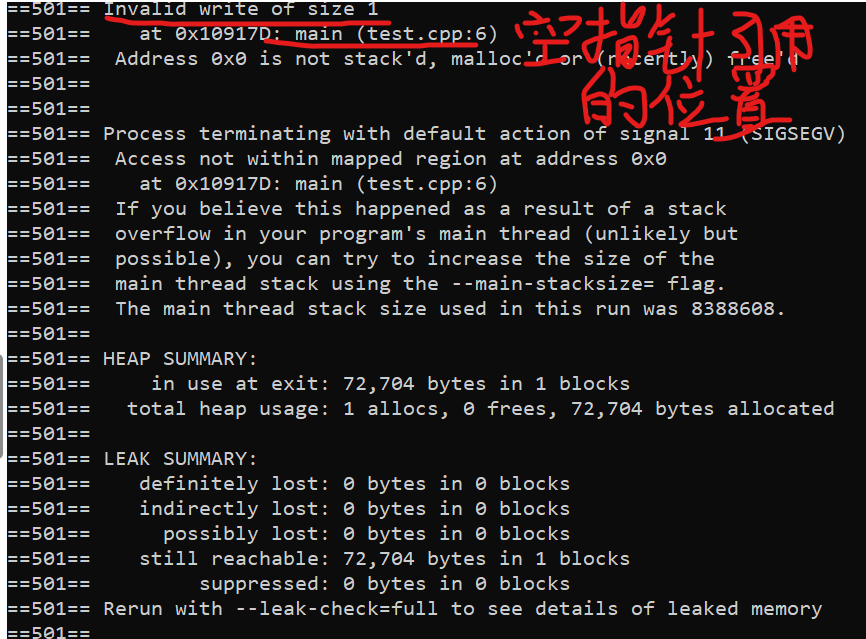 ==501== Invalid write of size 1
==501==    at 0x10917D: main (test.cpp:6)
空指针引用
的位置
==501==  Address 0x0 is not stack'd, malloc'd or (recently) free'd
==501==
==501==
==501== Process terminating with default action of signal 11 (SIGSEGV)
==501==  Access not within mapped region at address 0x0
==501==    at 0x10917D: main (test.cpp:6)
==501==  If you believe this happened as a result of a stack
==501==  overflow in your program's main thread (unlikely but
==501==  possible), you can try to increase the size of the
==501==  main thread stack using the --main-stacksize= flag.
==501==  The main thread stack size used in this run was 8388608.
==501==
==501== HEAP SUMMARY:
==501==     in use at exit: 72,704 bytes in 1 blocks
==501==   total heap usage: 1 allocs, 0 frees, 72,704 bytes allocated
==501==
==501== LEAK SUMMARY:
==501==    definitely lost: 0 bytes in 0 blocks
==501==    indirectly lost: 0 bytes in 0 blocks
==501==      possibly lost: 0 bytes in 0 blocks
==501==    still reachable: 72,704 bytes in 1 blocks
==501==         suppressed: 0 bytes in 0 blocks
==501== Rerun with --leak-check=full to see details of leaked memory
==501==